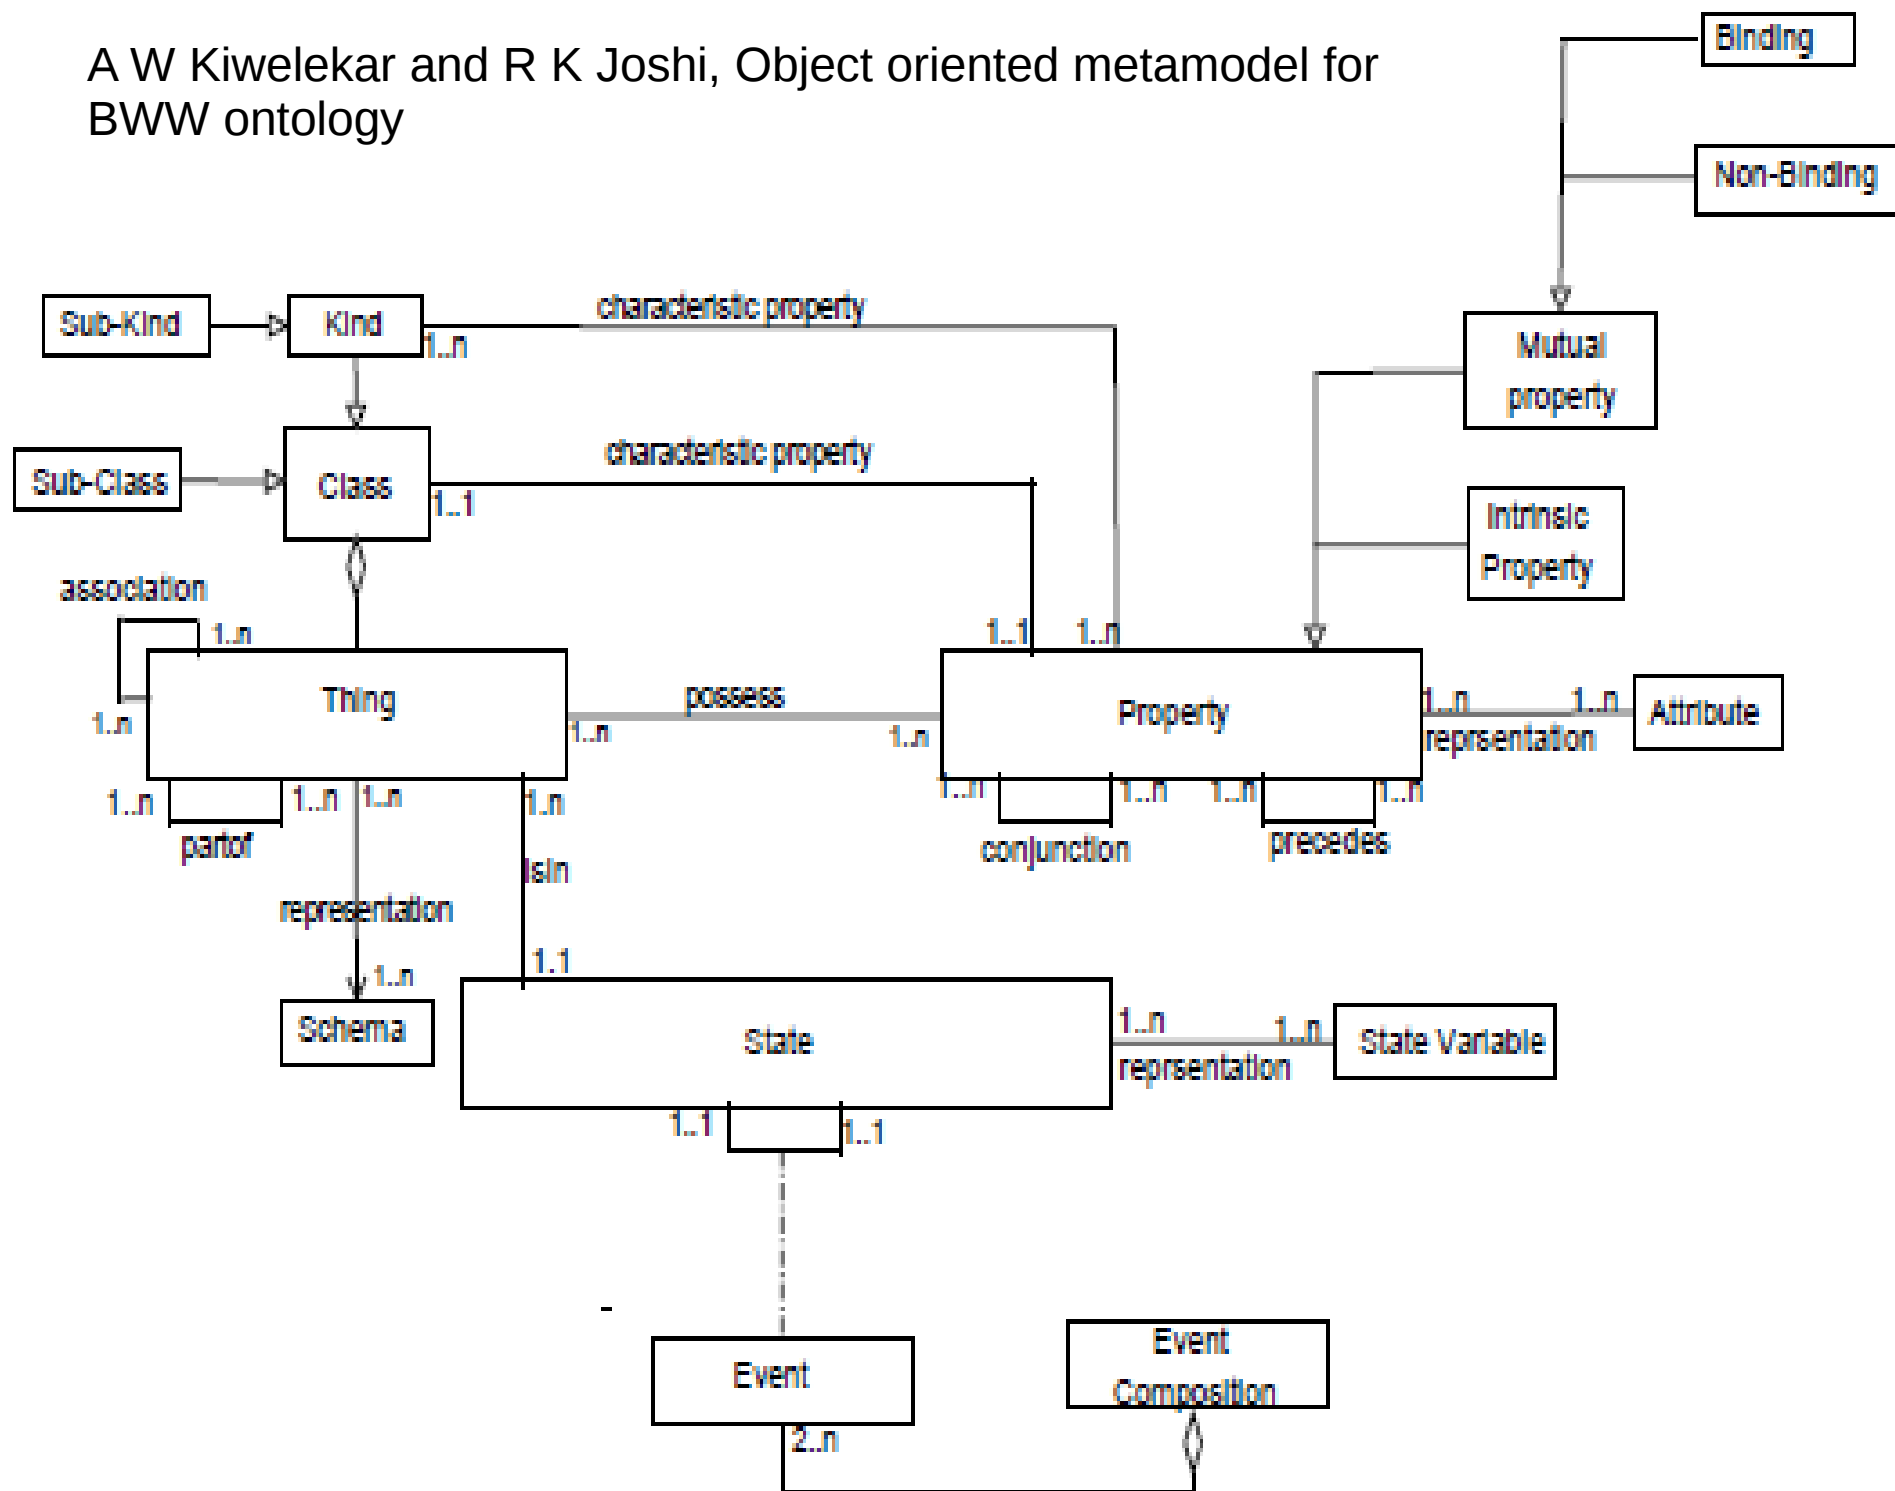 A W Kiwelekar and R K Joshi, Object oriented metamodel for
BWW ontology
Binding
Non-Binding
Sub-Kind
Kind
1..n
characteristic property
Mutual
property
Sub-Class
Class
1..1
characteristic property
Intrinsic
Property
association
1..n
1..1
1..n
Thing
1..n
possess
1..n
1..n
Property
1..n
1..n
Attribute
reprsentation
1..n
1..n
partof
1..n
1..n
1..n
1..n
conjunction
1..n
1..n
precedes
isin
representation
1..n
1..1
Schema
State
1..n
1..n
State Variable
reprsentation
1..1
1..1
-
Event
2..n
Event
Composition